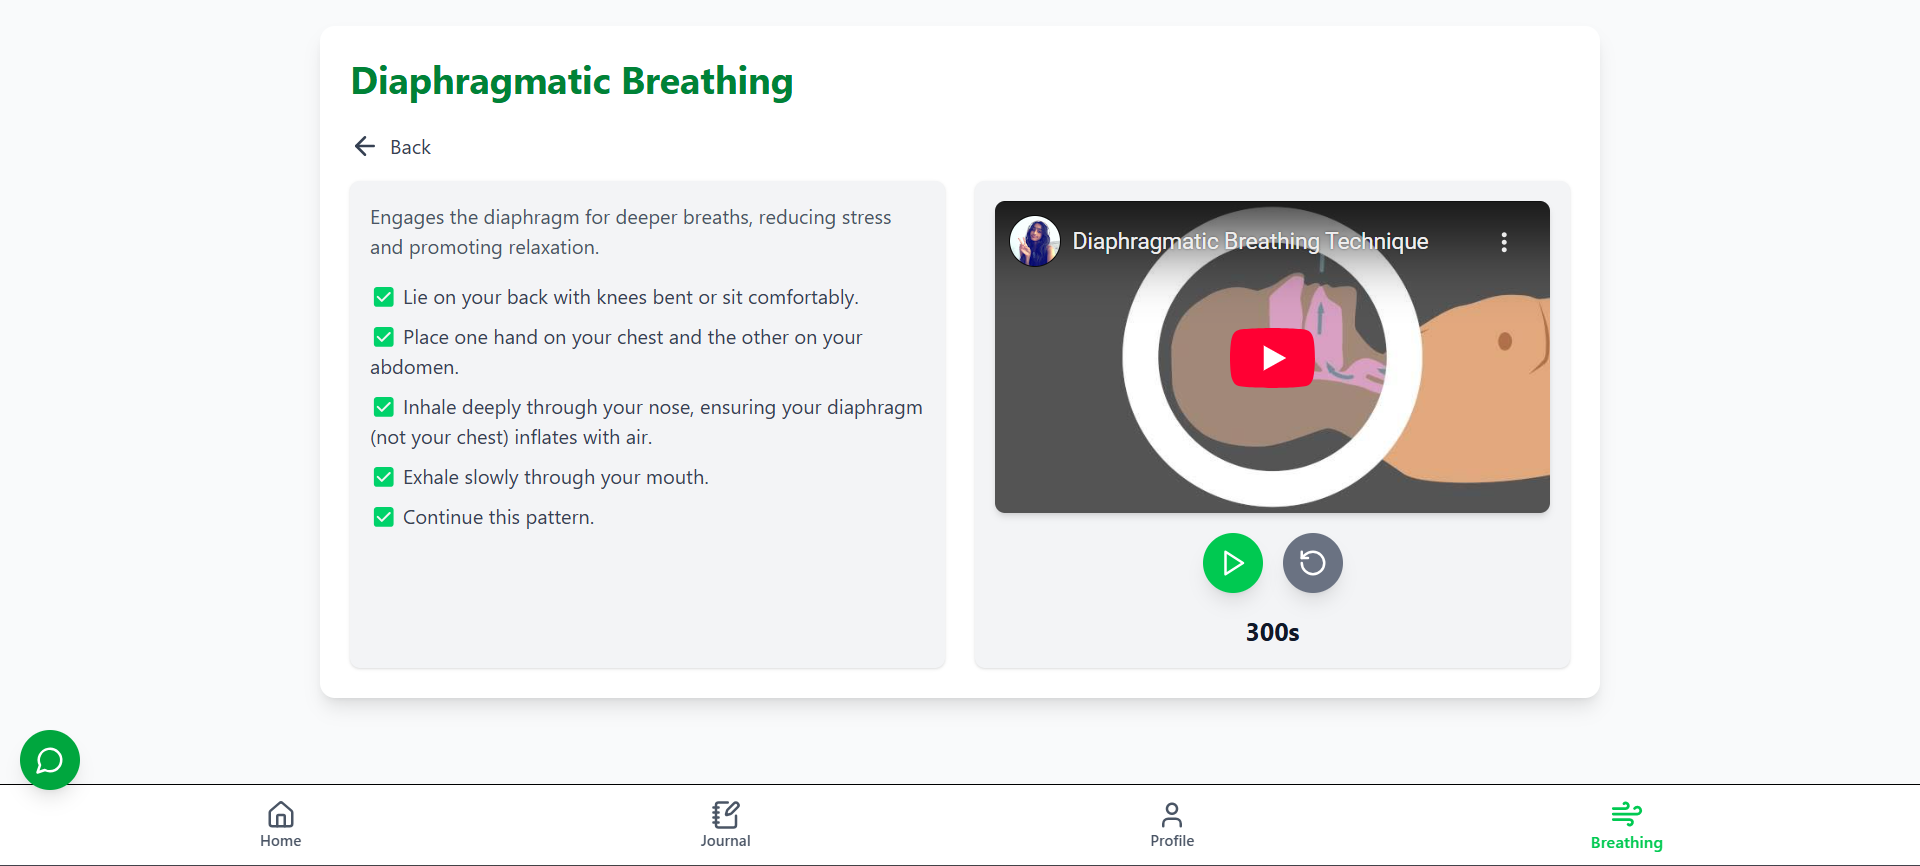 Diaphragmatic Breathing
Back
Engages the diaphragm for deeper breaths, reducing stress
and promoting relaxation.
Lie on your back with knees bent or sit comfortably.
Place one hand on your chest and the other on your
abdomen.
Inhale deeply through your nose, ensuring your diaphragm
(not your chest) inflates with air.
Exhale slowly through your mouth.
Continue this pattern.
Diaphragmatic Breathing Technique
300s
Home
Journal
Profile
Breathing